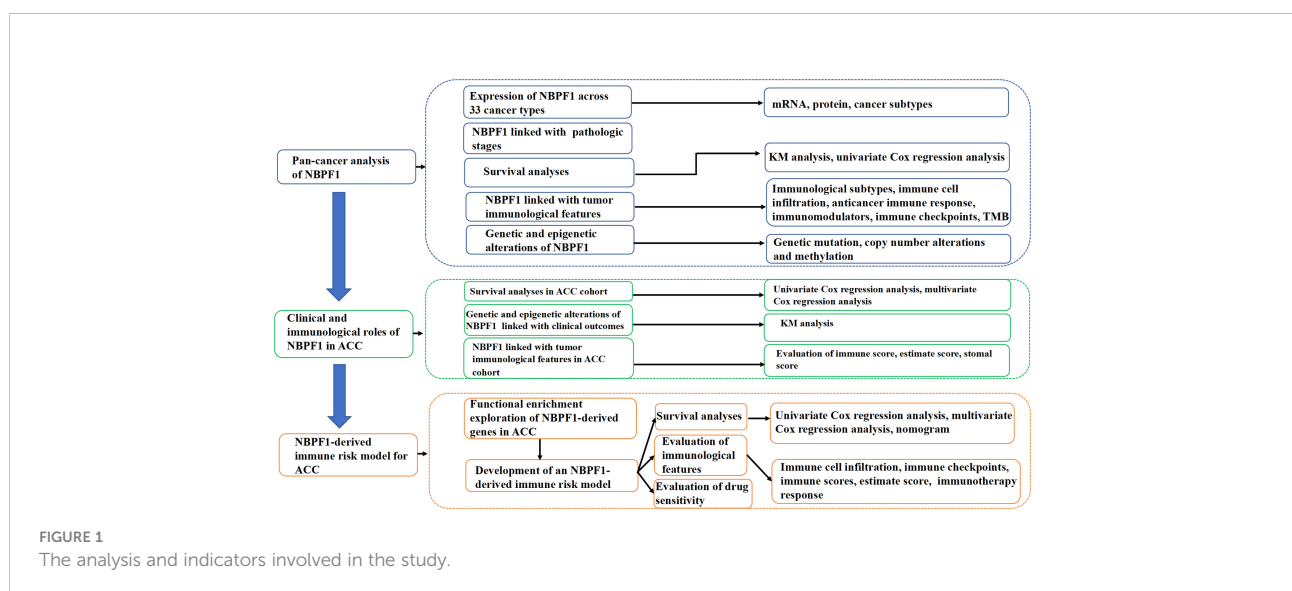 Pan-cancer analysis
of NBPF1
Expression of NBPF1 across
33 cancer types
mRNA, protein, cancer subtypes
NBPF1 linked with pathologic
stages
Survival analyses
KM analysis, univariate Cox regression analysis
NBPF1 linked with tumor
immunological features
Immunological subtypes, immune cell
infiltration, anticancer immune response,
immunomodulators, immune checkpoints, TMB
Genetic and epigenetic
alterations of NBPF1
Genetic mutation, copy number alterations
and methylation
Clinical and
immunological roles of
NBPF1 in ACC
Survival analyses in ACC cohort
Univariate Cox regression analysis, multivariate
Cox regression analysis
Genetic and epigenetic alterations of
NBPF1 linked with clinical outcomes
KM analysis
NBPF1 linked with tumor
immunological features in ACC
cohort
Evaluation of immune score, estimate score, stomal
score
NBPF1-derived
immune risk model for
ACC
Functional enrichment
exploration of NBPF1-derived
genes in ACC
Development of an NBPF1-
derived immune risk model
Survival analyses
Univariate Cox regression analysis, multivariate
Cox regression analysis, nomogram
Evaluation of
immunological
features
Immune cell infiltration, immune checkpoints,
immune scores, estimate score, immunotherapy
response
Evaluation of drug
sensitivity
FIGURE 1
The analysis and indicators involved in the study.